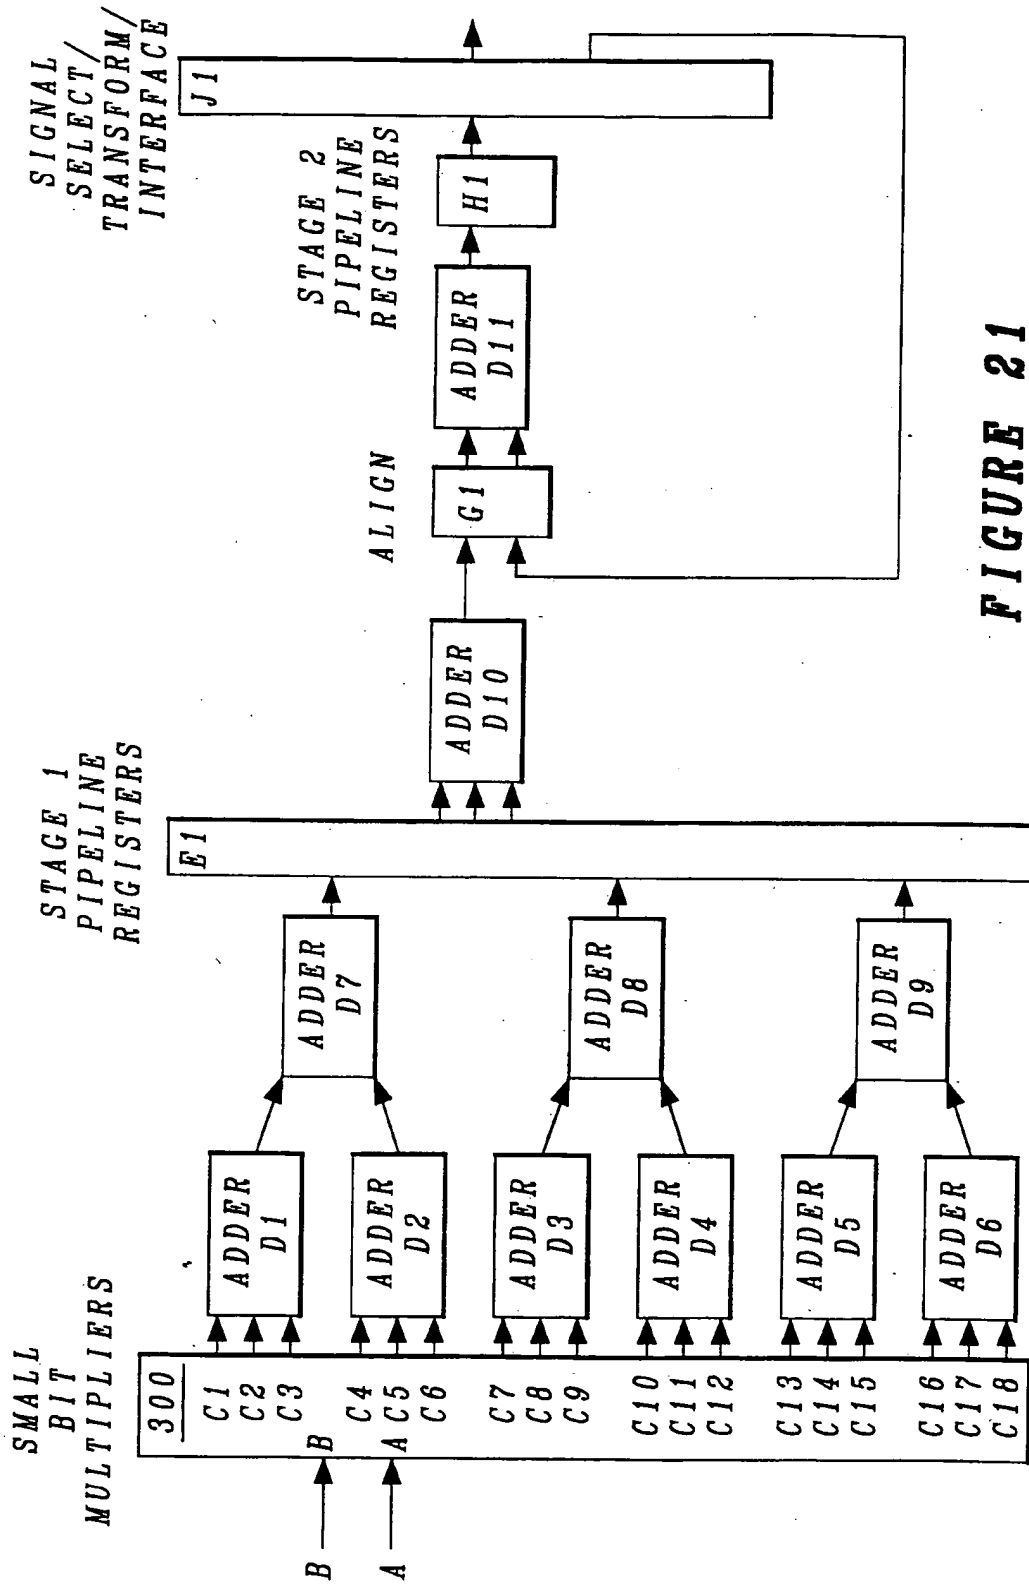 SMALL
BIT
MULTIPLIERS
300
B
A
B
A
C1
C2
C3
C4
C5
C6
C7
C8
C9
C10
C11
C12
C13
C14
C15
C16
C17
C18
ADDER
D1
ADDER
D2
ADDER
D3
ADDER
D4
ADDER
D5
ADDER
D6
ADDER
D7
ADDER
D8
ADDER
D9
STAGE 1
PIPELINE
REGISTERS
E1
ADDER
D10
ALIGN
G1
ADDER
D11
STAGE 2
PIPELINE
REGISTERS
H1
SIGNAL
SELECT/
TRANSFORM/
INTERFACE
J1
FIGURE 21